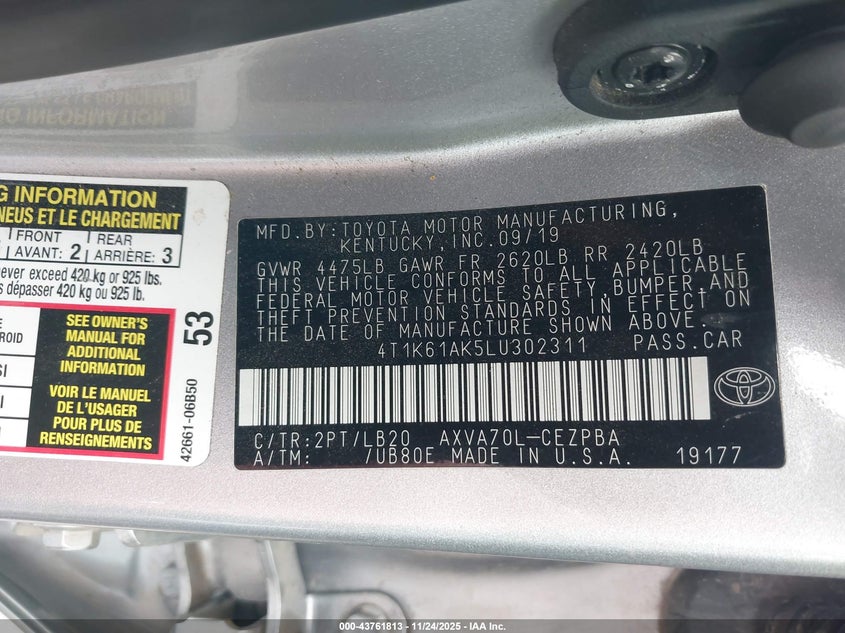 G INFORMATION
NEUS ET LE CHARGEMENT
FRONT
REAR
AVANT: 2
ARRIÈRE: 3
never exceed 420 kg or 925 lbs.
s dépasser 420 kg ou 925 lb.
SEE OWNER'S
MANUAL FOR
ADDITIONAL
INFORMATION
VOIR LE MANUEL
DE L'USAGER
POUR PLUS DE
RENSEIGNEMENTS
53
42661-06B50
MFD.BY:TOYOTA MOTOR MANUFACTURING,
KENTUCKY,INC.09/19
GVWR 4475LB GAWR FR 2620LB RR 2420LB
THIS VEHICLE CONFORMS TO ALL APPLICABLE
FEDERAL MOTOR VEHICLE SAFETY,BUMPER,AND
THEFT PREVENTION STANDARDS IN EFFECT ON
THE DATE OF MANUFACTURE SHOWN ABOVE.
4T1K61AK5LU302311 PASS.CAR
C/TR:2PT/LB20 AXVA70L-CEZPBA
A/TM: /UB80E MADE IN U.S.A. 19177
000-43761813 - 11/24/2025 - IAA Inc.